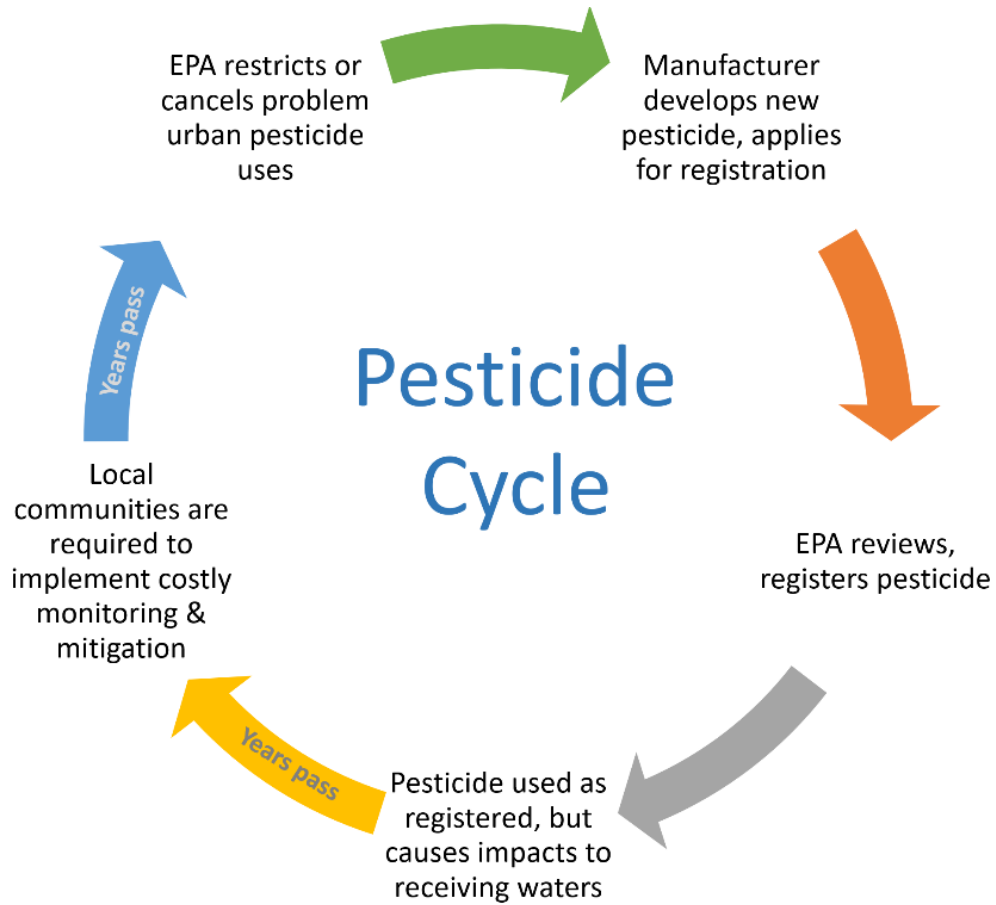 EPA restricts or
cancels problem
urban pesticide
uses
Manufacturer
develops new
pesticide, applies
for registration
EPA reviews,
registers pesticide
Pesticide used as
registered, but
causes impacts to
receiving waters
Years pass
Local
communities are
required to
implement costly
monitoring &
mitigation
Years pass
Pesticide
Cycle